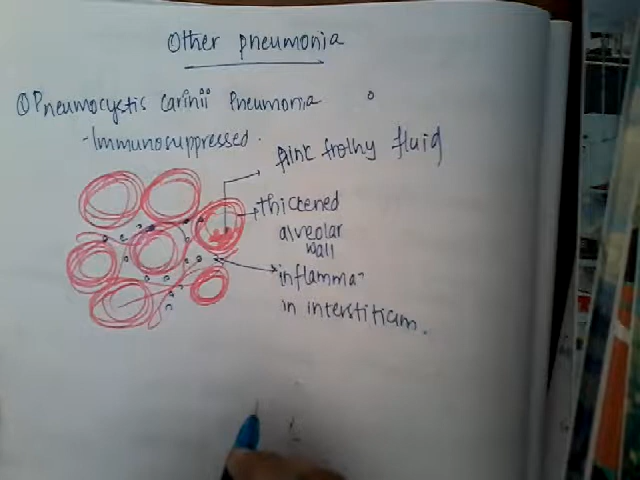 Other pneumonia
① Pneumocystis Carinii Pneumonia
- Immunosuppressed.
pink frothy fluid
thickened
alveolar
wall
inflamma"
in interstitium.